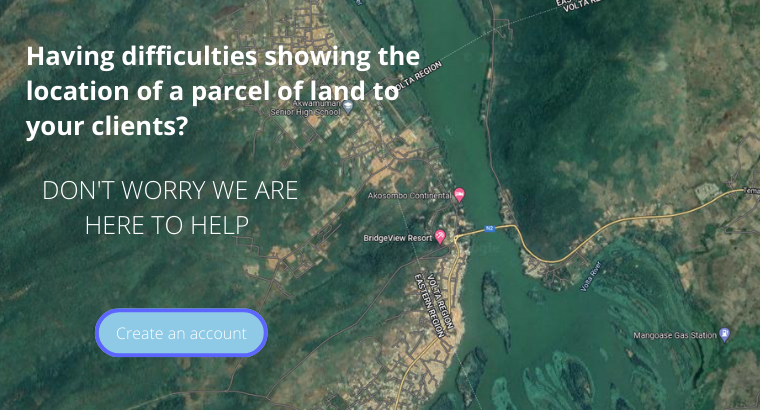 EAS
VOLTA RE
Having difficulties showing the
location of a parcel of land to
your clients?
VOLTA REGION
Akwamuman
Senior High School
DON'T WORRY WE ARE
HERE TO HELP
Akosombo Continental
BridgeView Resort
N2
Tema
Volta River
VOLTA REGION
EASTERN REGION
Mangoase Gas Station
Create an account